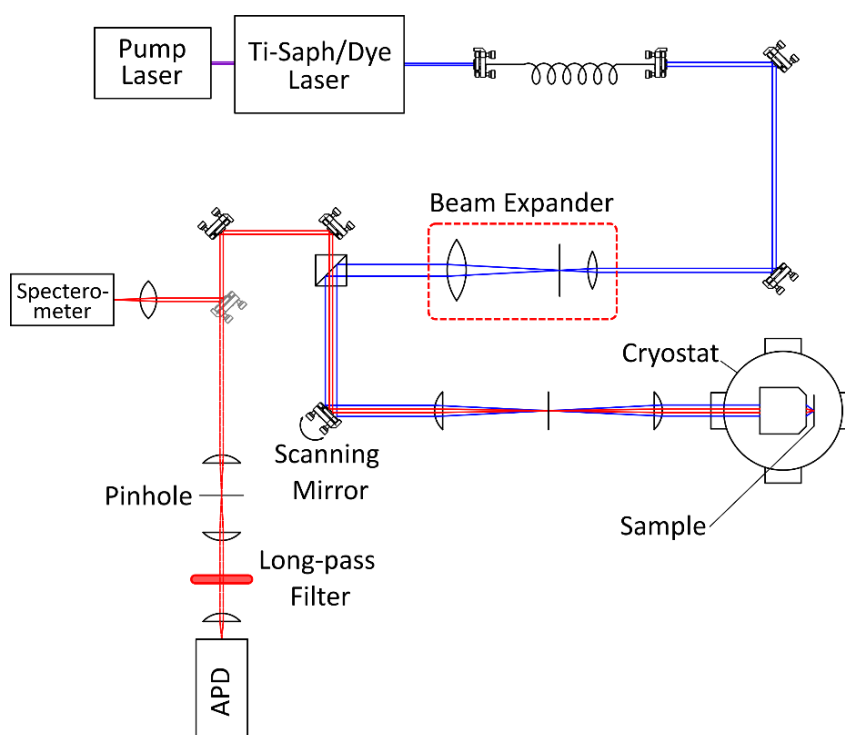 Pump
Laser
Ti-Saph/Dye
Laser
Beam Expander
Spectero-
meter
Cryostat
Scanning
Mirror
Pinhole
Sample
Long-pass
Filter
APD